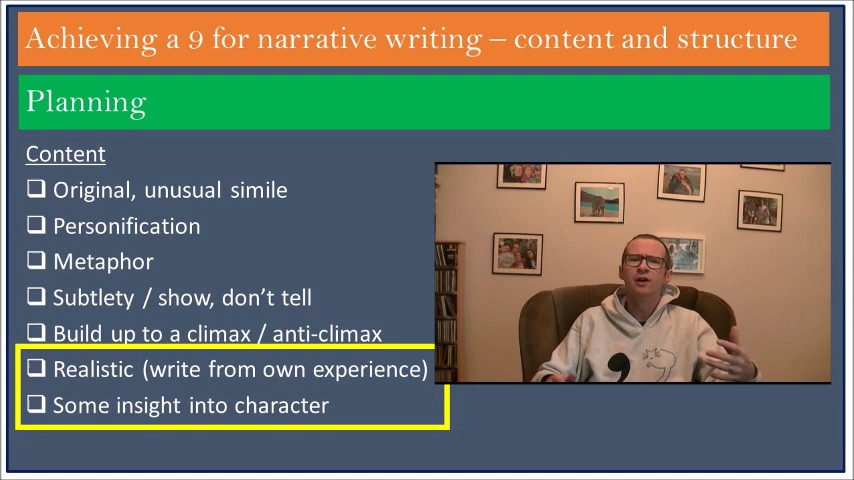 Achieving a 9 for narrative writing – content and structure
Planning
Content
Original, unusual simile
Personification
Metaphor
Subtlety / show, don't tell
Build up to a climax / anti-climax
Realistic (write from own experience)
Some insight into character